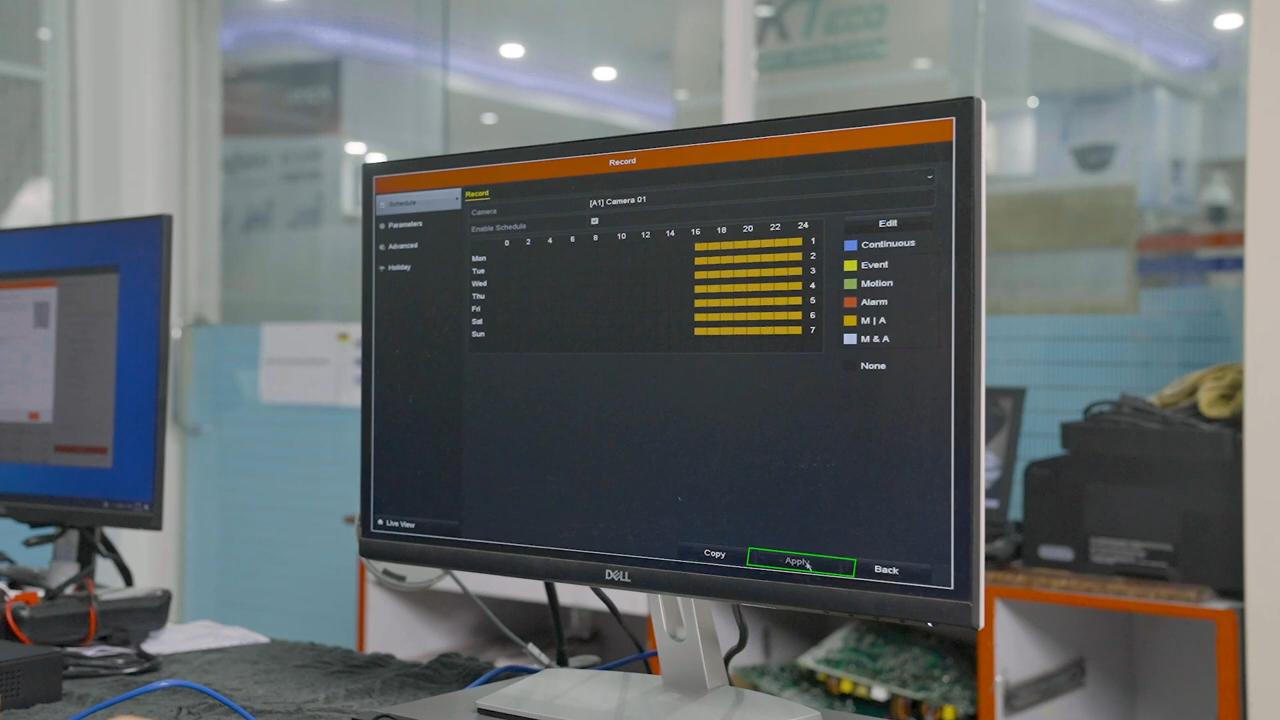 Record
Schedule
Parameters
Advanced
Holiday
Live View
Record
Camera
[A1] Camera 01
Enable Schedule
0 2 4 6 8 10 12 14 16 18 20 22 24
Mon 1
Tue 2
Wed 3
Thu 4
Fri 5
Sat 6
Sun 7
Edit
Continuous
Event
Motion
Alarm
M | A
M & A
None
Copy
Apply
Back
DELL